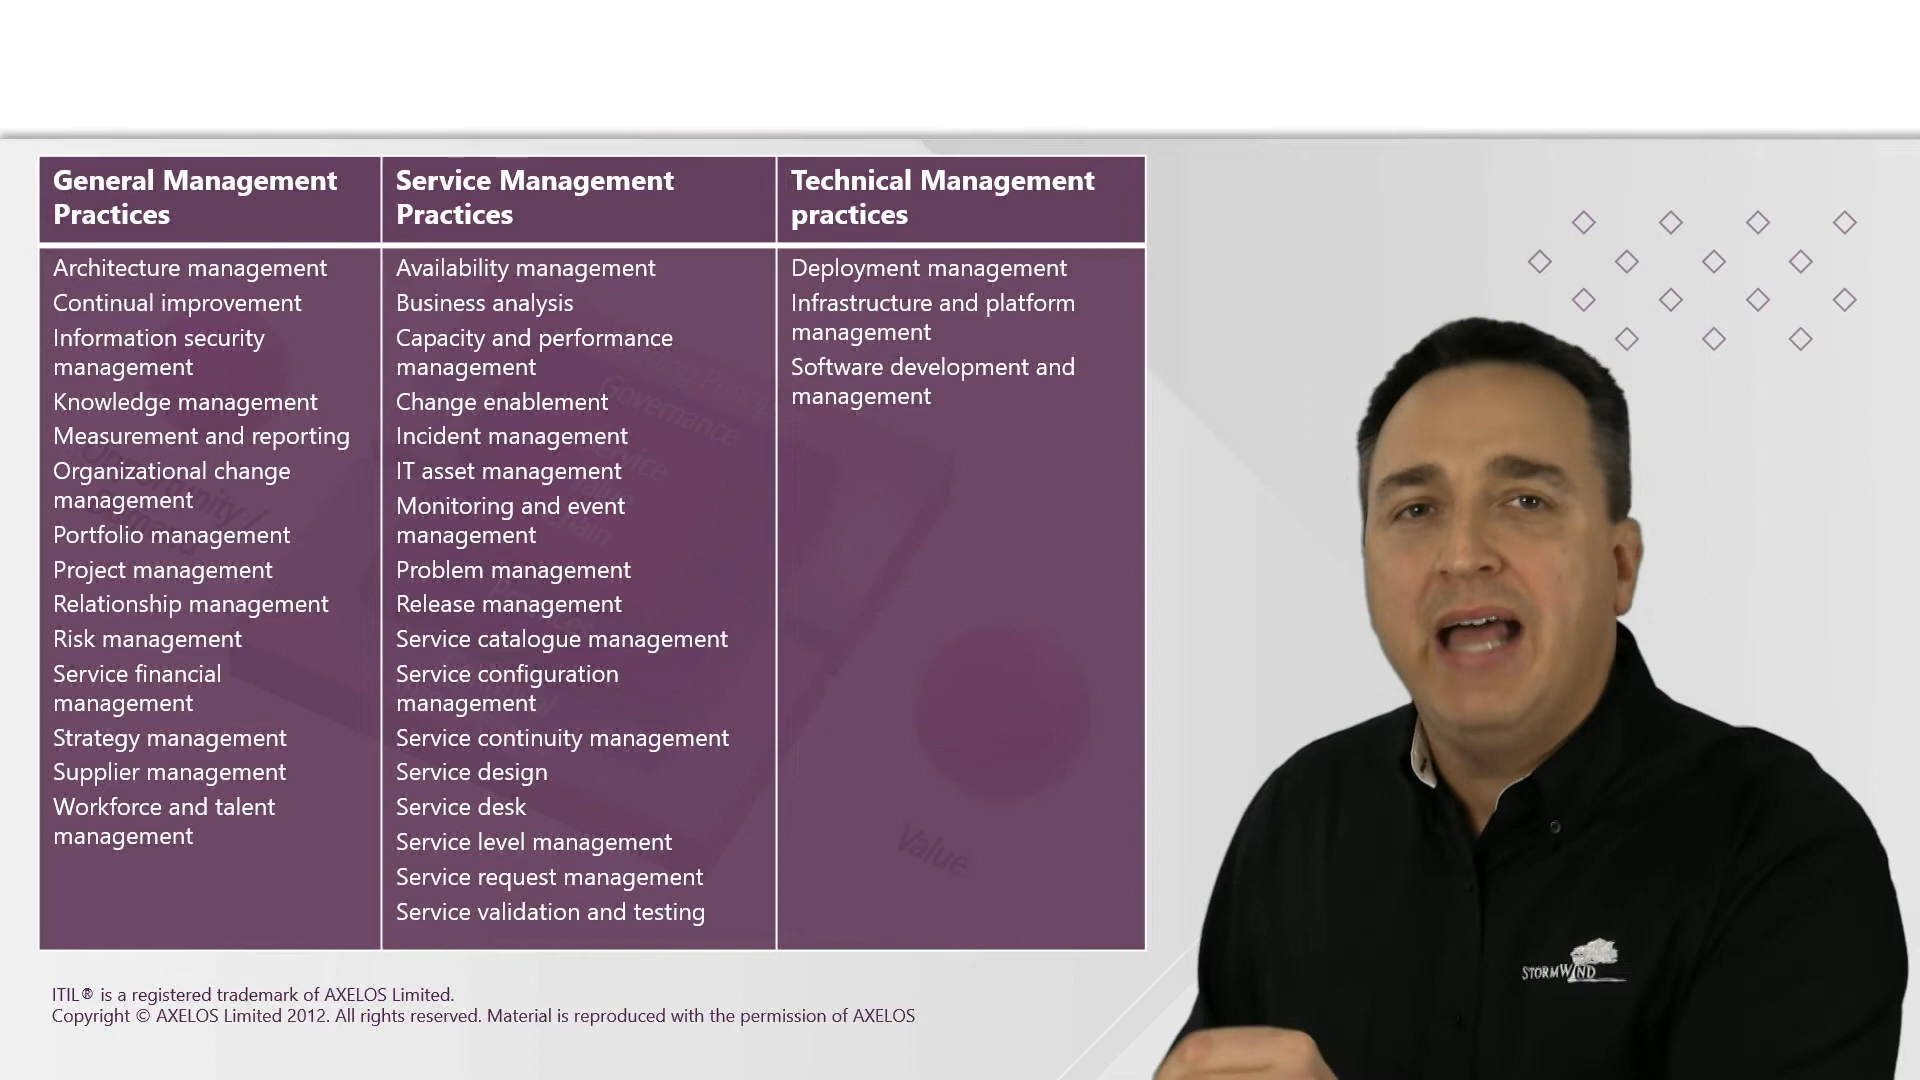 General Management
Practices
Service Management
Practices
Technical Management
practices
Architecture management
Continual improvement
Information security
management
Knowledge management
Measurement and reporting
Organizational change
management
Portfolio management
Project management
Relationship management
Risk management
Service financial
management
Strategy management
Supplier management
Workforce and talent
management
Availability management
Business analysis
Capacity and performance
management
Change enablement
Incident management
IT asset management
Monitoring and event
management
Problem management
Release management
Service catalogue management
Service configuration
management
Service continuity management
Service design
Service desk
Service level management
Service request management
Service validation and testing
Deployment management
Infrastructure and platform
management
Software development and
management
Governance
Service
Value
ITIL® is a registered trademark of AXELOS Limited.
Copyright © AXELOS Limited 2012. All rights reserved. Material is reproduced with the permission of AXELOS
STORMWIND